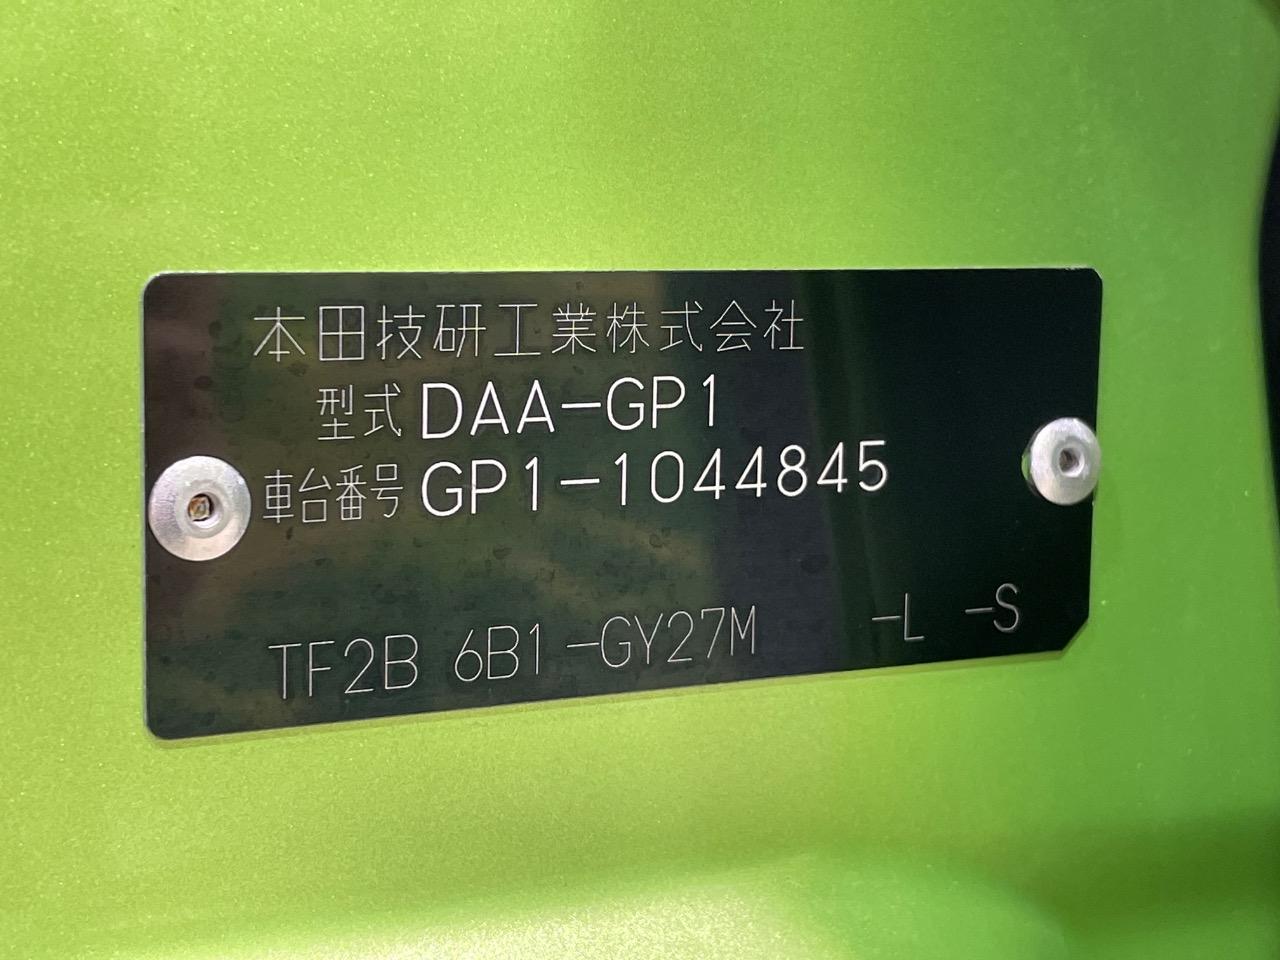 本田技研工業株式会社
型式 DAA-GP1
車台番号 GP1-1044845
TF2B 6B1-GY27M -L -S